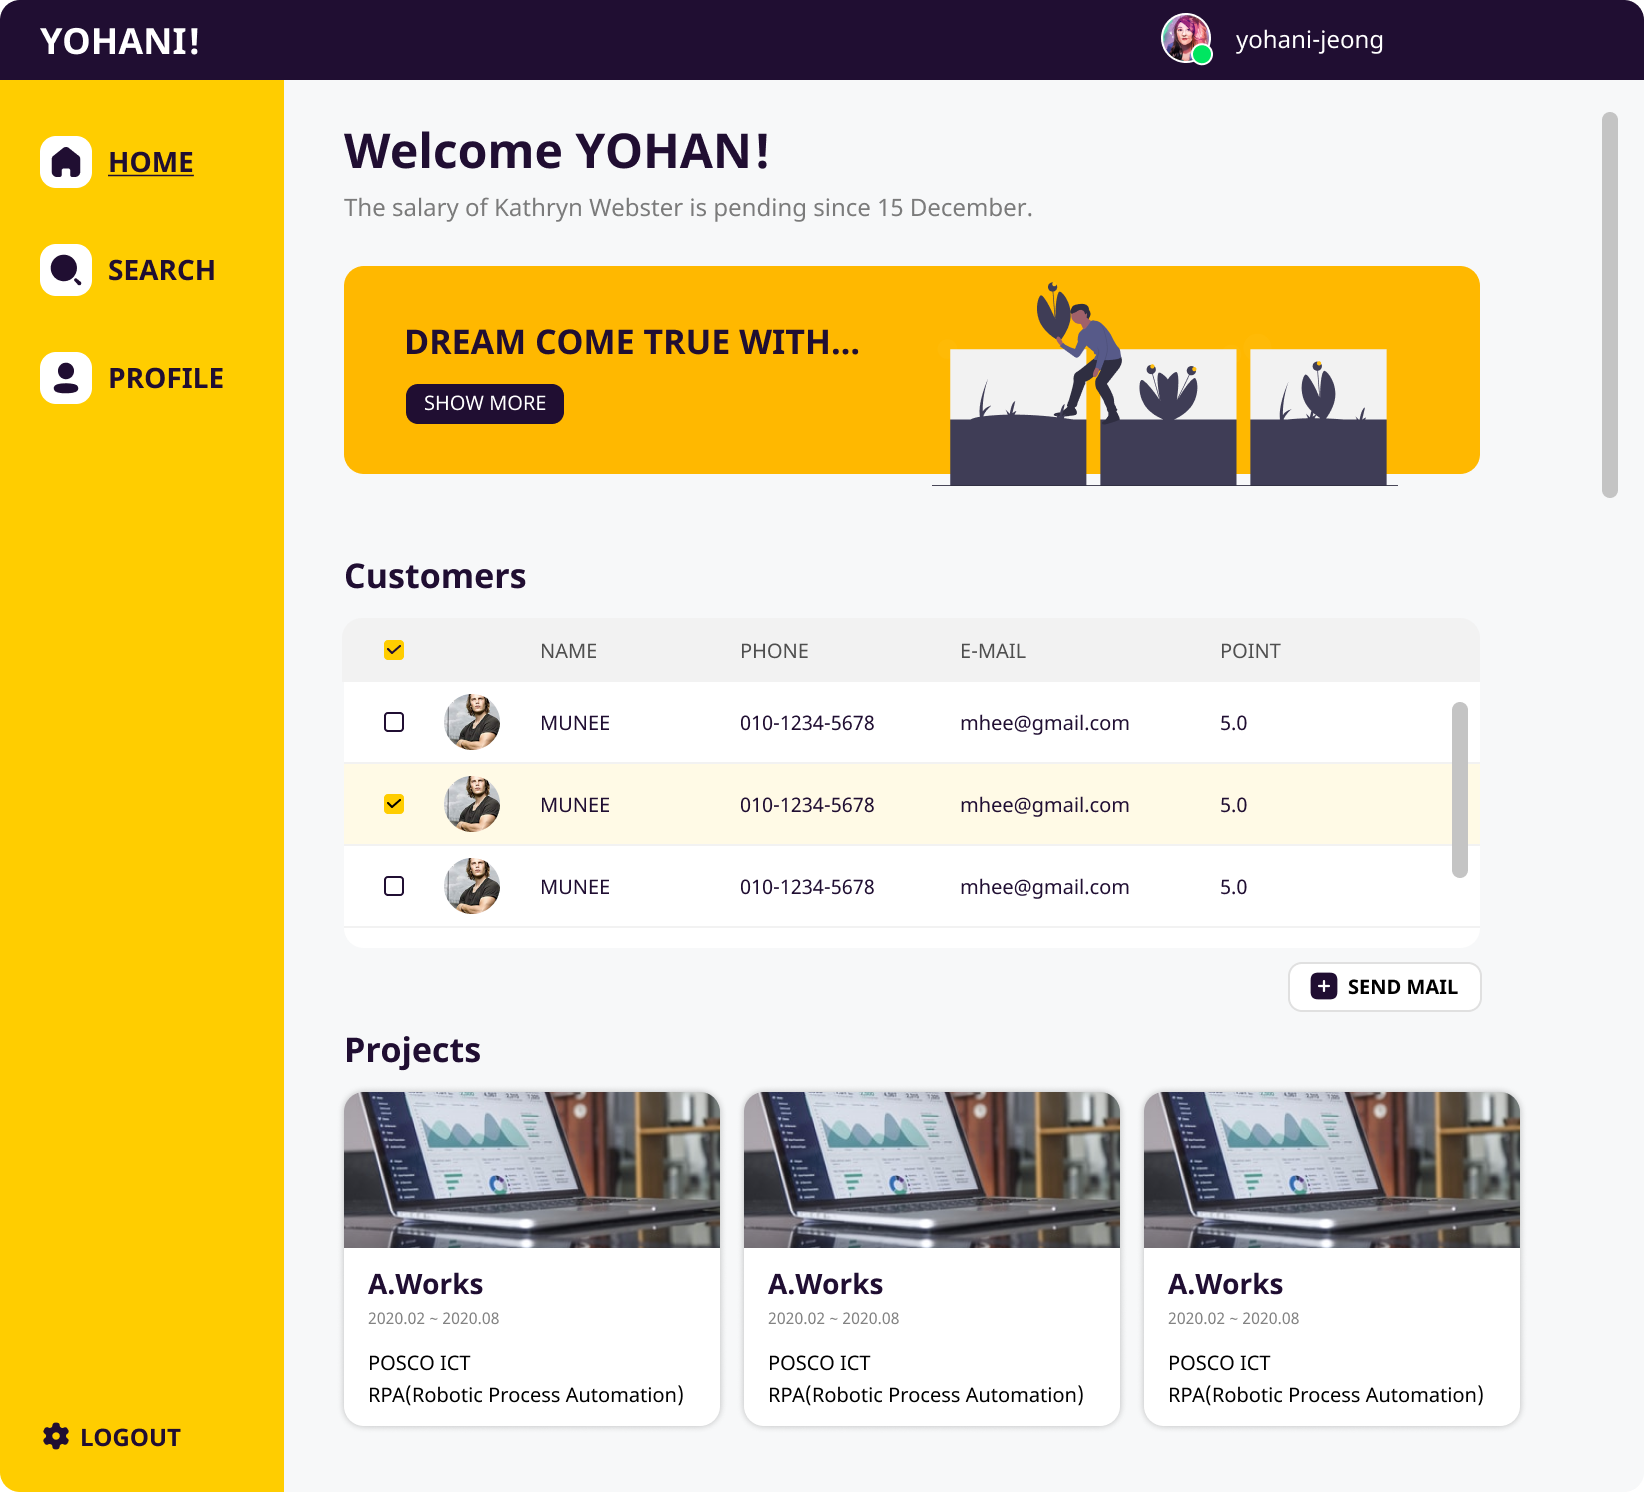 YOHANI!
yohani-jeong
HOME
SEARCH
PROFILE
LOGOUT
Welcome YOHAN!
The salary of Kathryn Webster is pending since 15 December.
DREAM COME TRUE WITH...
SHOW MORE
Customers
NAME PHONE E-MAIL POINT
MUNEE 010-1234-5678 mhee@gmail.com 5.0
MUNEE 010-1234-5678 mhee@gmail.com 5.0
MUNEE 010-1234-5678 mhee@gmail.com 5.0
SEND MAIL
Projects
A.Works
2020.02 ~ 2020.08
POSCO ICT
RPA(Robotic Process Automation)
A.Works
2020.02 ~ 2020.08
POSCO ICT
RPA(Robotic Process Automation)
A.Works
2020.02 ~ 2020.08
POSCO ICT
RPA(Robotic Process Automation)